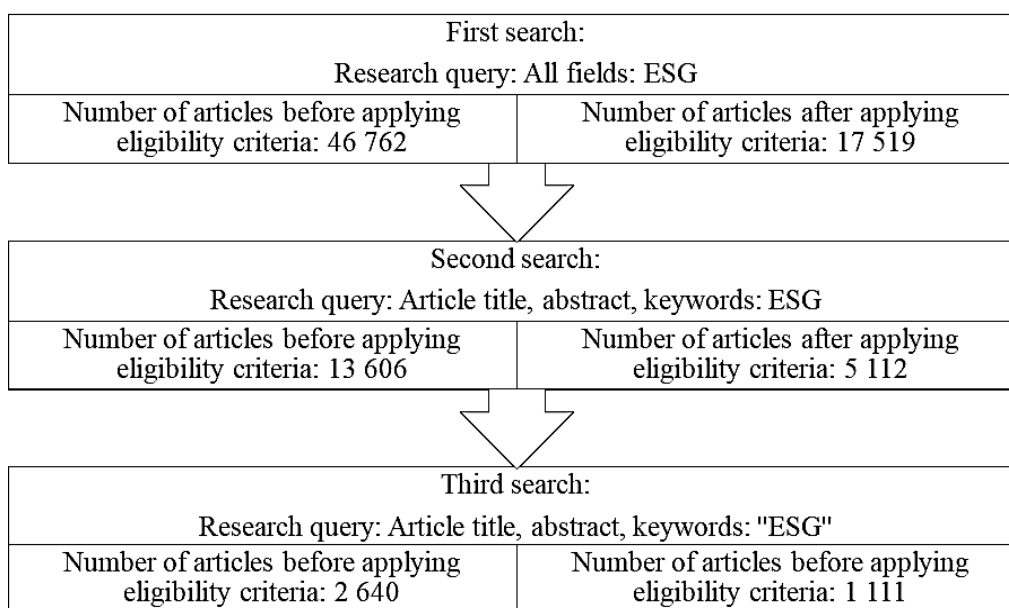 First search:
Research query: All fields: ESG
Number of articles before applying
eligibility criteria: 46 762
Number of articles after applying
eligibility criteria: 17 519
Second search:
Research query: Article title, abstract, keywords: ESG
Number of articles before applying
eligibility criteria: 13 606
Number of articles after applying
eligibility criteria: 5 112
Third search:
Research query: Article title, abstract, keywords: "ESG"
Number of articles before applying
eligibility criteria: 2 640
Number of articles before applying
eligibility criteria: 1 111